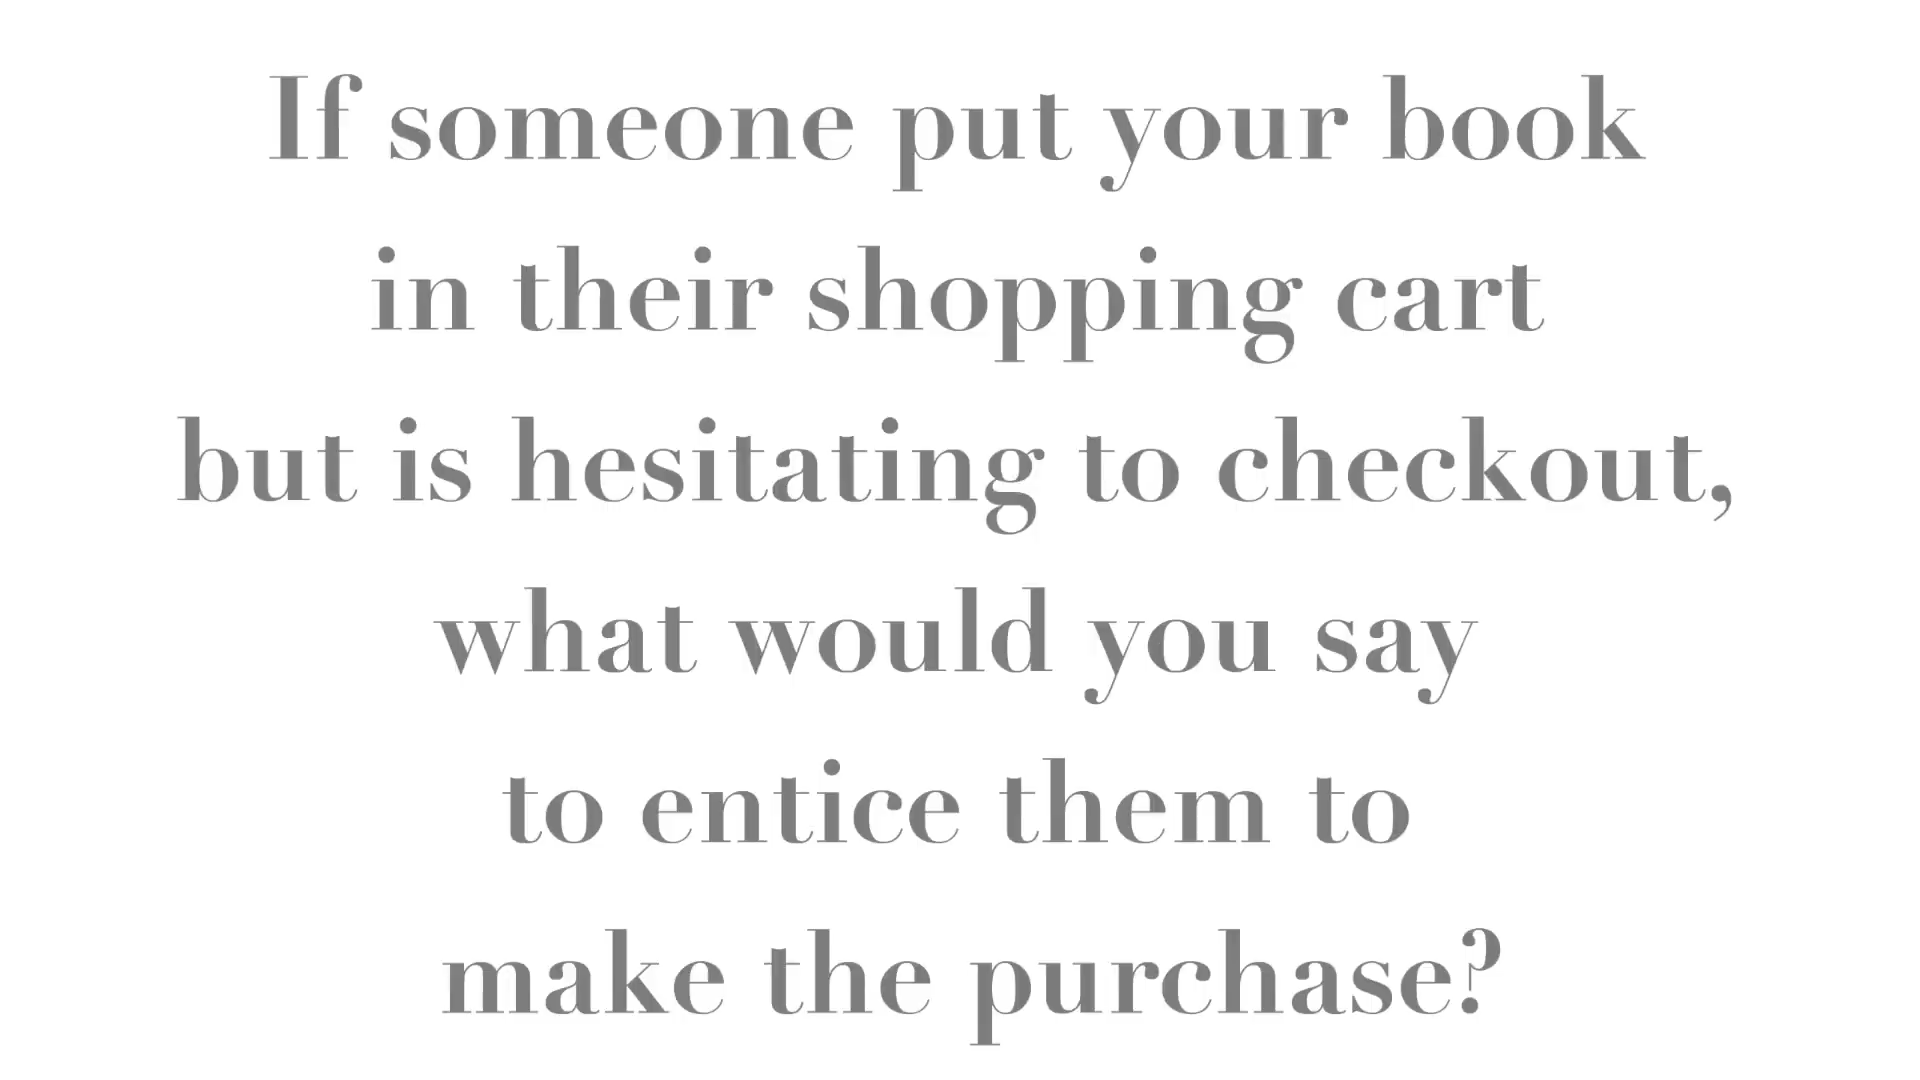 If someone put your book
in their shopping cart
but is hesitating to checkout,
what would you say
to entice them to
make the purchase?